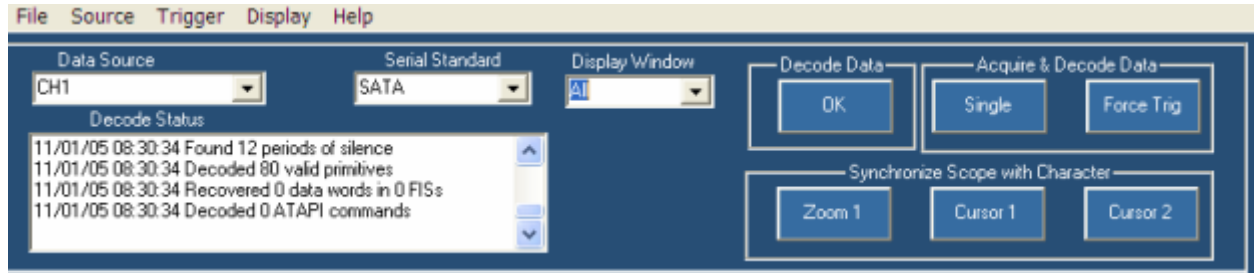 File Source Trigger Display Help
Data Source Serial Standard Display Window Decode Data Acquire & Decode Data
CH1 SATA All OK Single Force Trig
Decode Status
11/01/05 08:30:34 Found 12 periods of silence
11/01/05 08:30:34 Decoded 80 valid primitives
11/01/05 08:30:34 Recovered 0 data words in 0 FISs
11/01/05 08:30:34 Decoded 0 ATAPI commands
Synchronize Scope with Character
Zoom 1 Cursor 1 Cursor 2